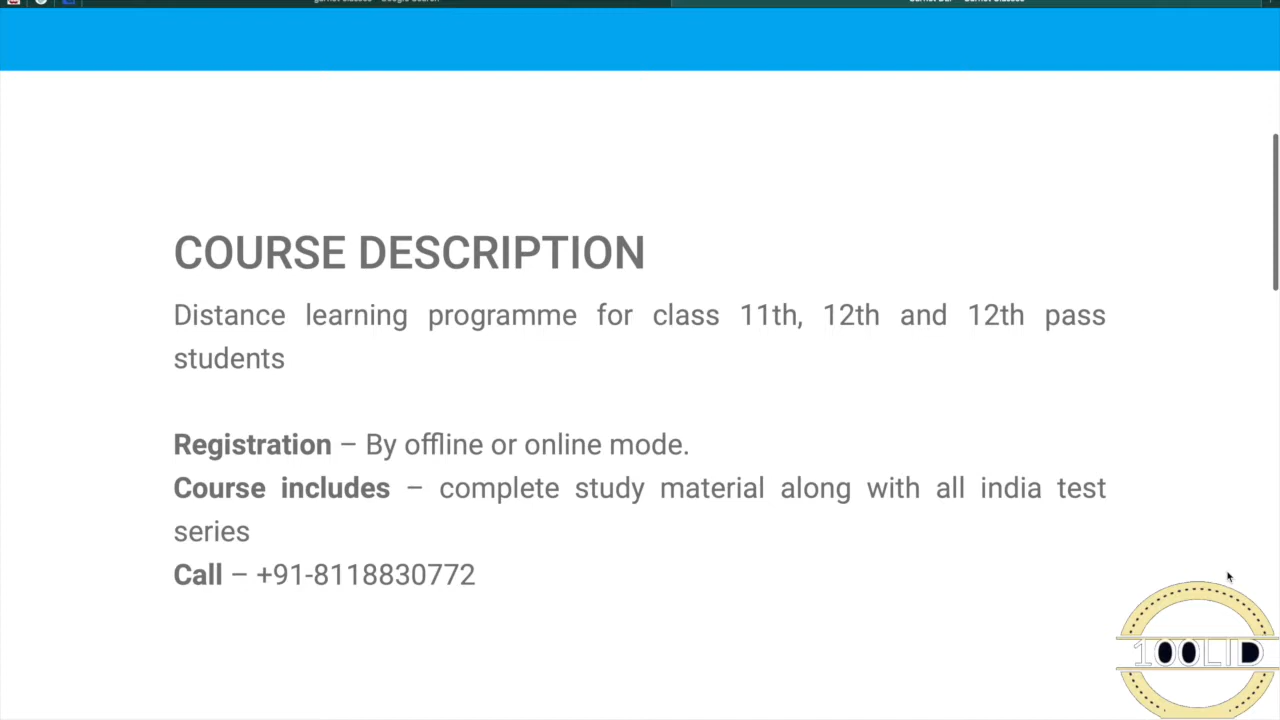 COURSE DESCRIPTION
Distance learning programme for class 11th, 12th and 12th pass
students
Registration – By offline or online mode.
Course includes – complete study material along with all india test
series
Call – +91-8118830772